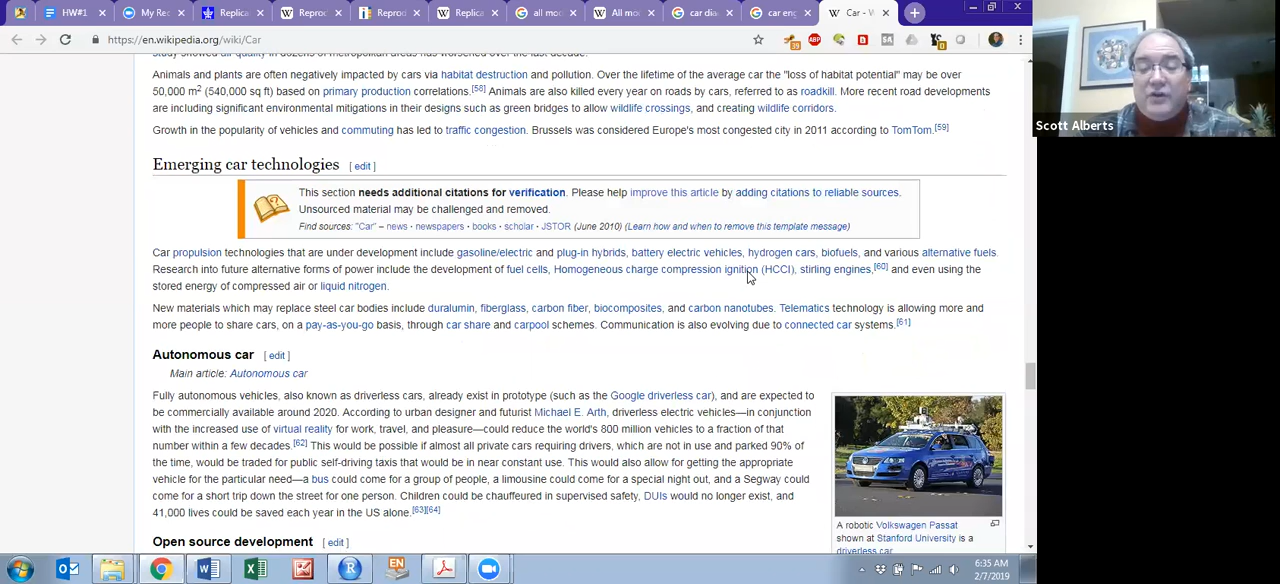 HW#1
My Rec
Replica
Reproc
Reprod
Replica
all mo
All mo
car dia
car eng
Car - W
https://en.wikipedia.org/wiki/Car
39
ABP
0
Scott Alberts
Animals and plants are often negatively impacted by cars via habitat destruction and pollution. Over the lifetime of the average car the "loss of habitat potential" may be over
50,000 m2 (540,000 sq ft) based on primary production correlations.[58] Animals are also killed every year on roads by cars, referred to as roadkill. More recent road developments
are including significant environmental mitigations in their designs such as green bridges to allow wildlife crossings, and creating wildlife corridors.
Growth in the popularity of vehicles and commuting has led to traffic congestion. Brussels was considered Europe's most congested city in 2011 according to TomTom.[59]
Emerging car technologies [ edit ]
This section needs additional citations for verification. Please help improve this article by adding citations to reliable sources.
Unsourced material may be challenged and removed.
Find sources: "Car" – news · newspapers · books · scholar · JSTOR (June 2010) (Learn how and when to remove this template message)
Car propulsion technologies that are under development include gasoline/electric and plug-in hybrids, battery electric vehicles, hydrogen cars, biofuels, and various alternative fuels.
Research into future alternative forms of power include the development of fuel cells, Homogeneous charge compression ignition (HCCI), stirling engines,[60] and even using the
stored energy of compressed air or liquid nitrogen.
New materials which may replace steel car bodies include duralumin, fiberglass, carbon fiber, biocomposites, and carbon nanotubes. Telematics technology is allowing more and
more people to share cars, on a pay-as-you-go basis, through car share and carpool schemes. Communication is also evolving due to connected car systems.[61]
Autonomous car [ edit ]
Main article: Autonomous car
Fully autonomous vehicles, also known as driverless cars, already exist in prototype (such as the Google driverless car), and are expected to
be commercially available around 2020. According to urban designer and futurist Michael E. Arth, driverless electric vehicles—in conjunction
with the increased use of virtual reality for work, travel, and pleasure—could reduce the world's 800 million vehicles to a fraction of that
number within a few decades.[62] This would be possible if almost all private cars requiring drivers, which are not in use and parked 90% of
the time, would be traded for public self-driving taxis that would be in near constant use. This would also allow for getting the appropriate
vehicle for the particular need—a bus could come for a group of people, a limousine could come for a special night out, and a Segway could
come for a short trip down the street for one person. Children could be chauffeured in supervised safety, DUIs would no longer exist, and
41,000 lives could be saved each year in the US alone.[63][64]
A robotic Volkswagen Passat
shown at Stanford University is a
driverless car
Open source development [ edit ]
EN
6:35 AM
2/7/2019